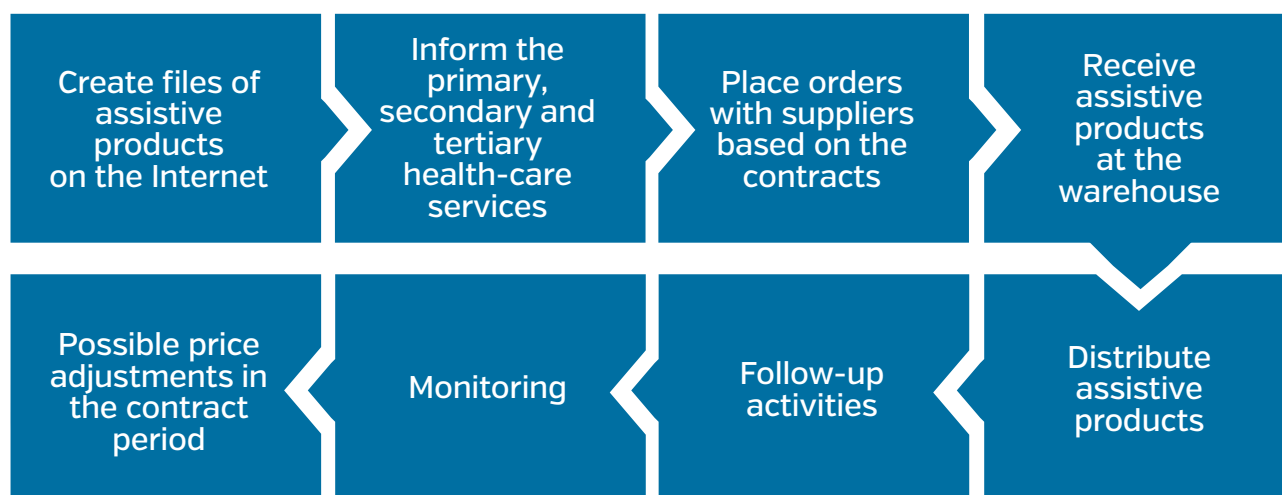 Create files of
assistive
products
on the Internet
Inform the
primary,
secondary and
tertiary
health-care
services
Place orders
with suppliers
based on the
contracts
Receive
assistive
products
at the
warehouse
Distribute
assistive
products
Follow-up
activities
Monitoring
Possible price
adjustments in
the contract
period